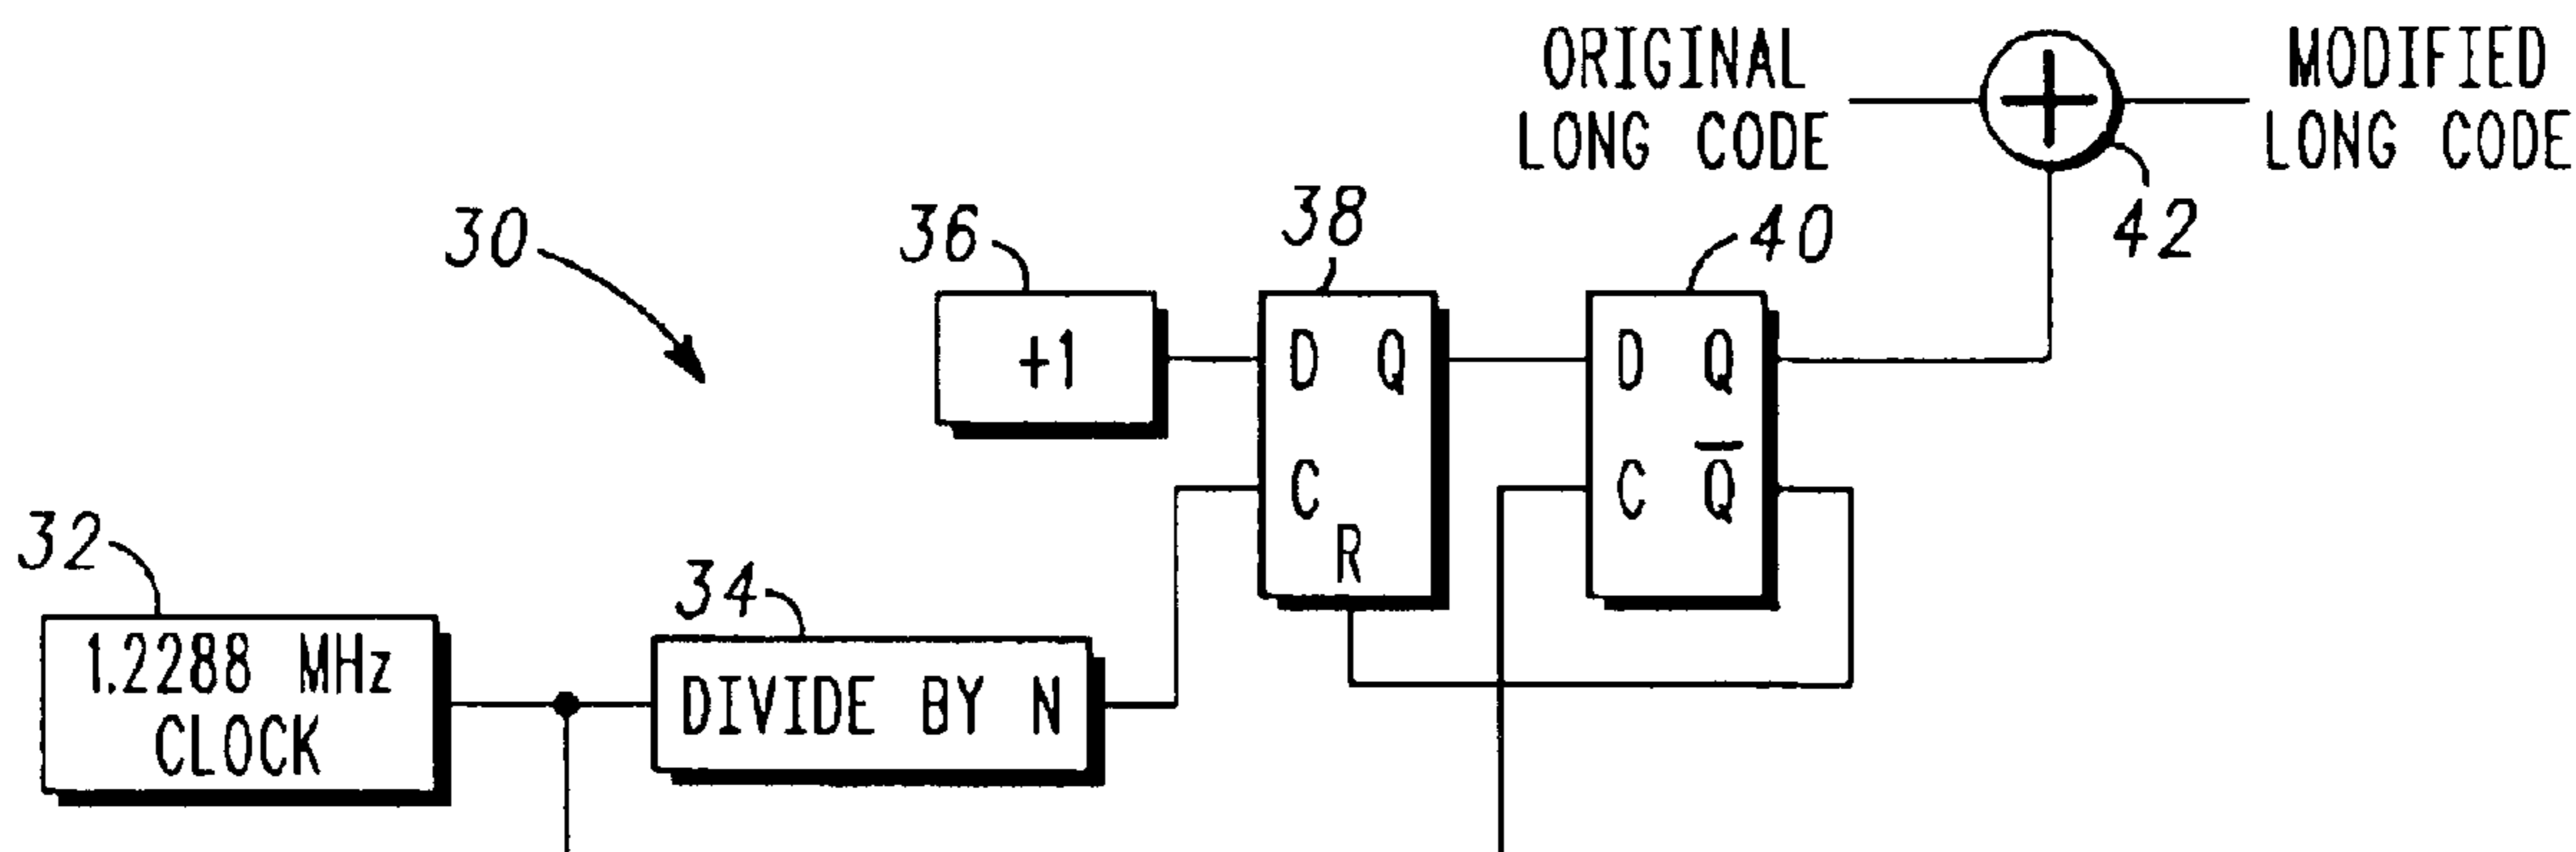 ORIGINAL
LONG CODE
MODIFIED
LONG CODE
42
30
36
38
40
+1
D Q
C
R
D Q
C Q̅
32
34
1.2288 MHz
CLOCK
DIVIDE BY N